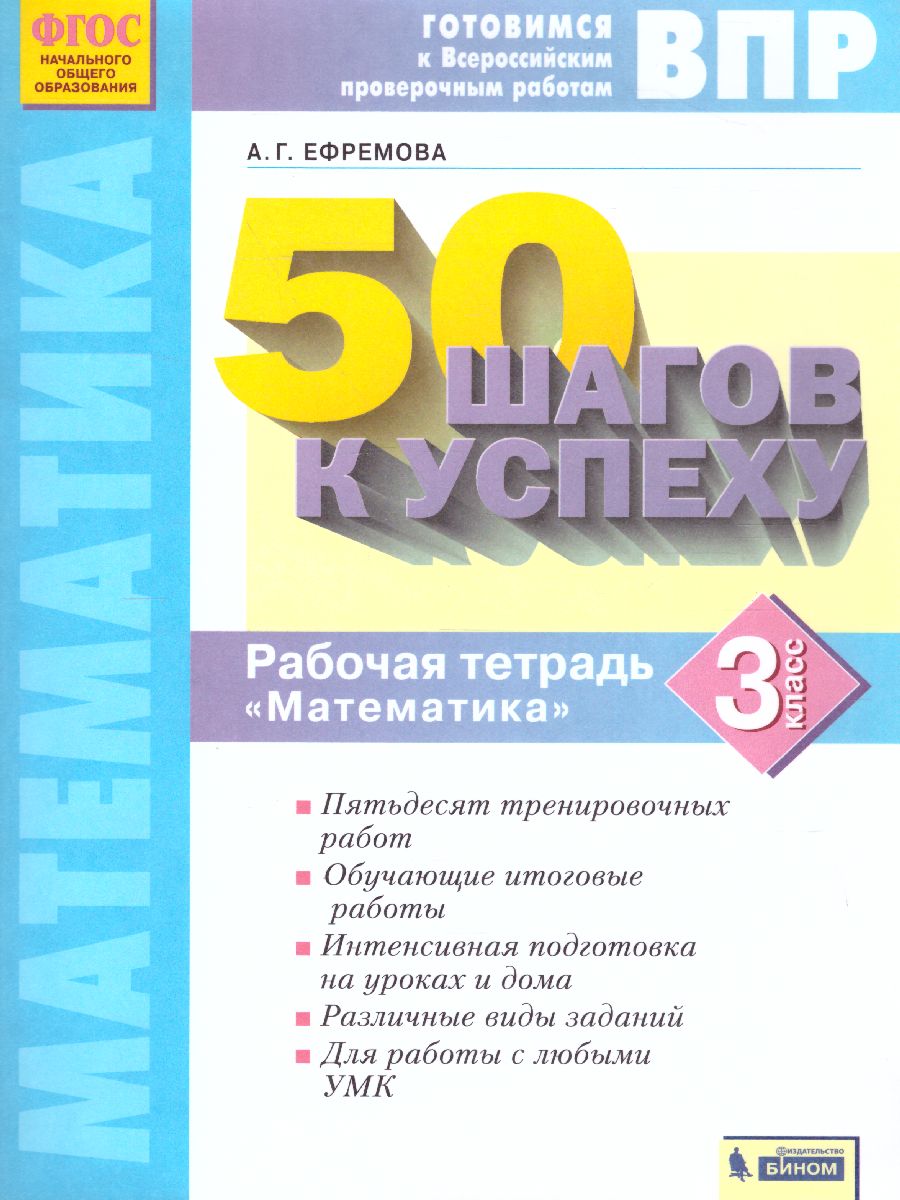 ФГОС
НАЧАЛЬНОГО
ОБЩЕГО
ОБРАЗОВАНИЯ
ГОТОВИМСЯ
к Всероссийским
проверочным работам
ВПР
МАТЕМАТИКА
А. Г. ЕФРЕМОВА
50
ШАГОВ
К УСПЕХУ
Рабочая тетрадь
«Математика»
3
класс
Пятьдесят тренировочных
работ
Обучающие итоговые
работы
Интенсивная подготовка
на уроках и дома
Различные виды заданий
Для работы с любыми
УМК
ИЗДАТЕЛЬСТВО
БИНОМ